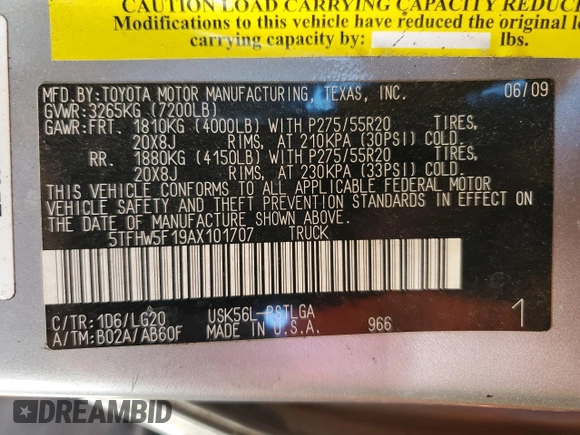 CAUTION LOAD CARRYING CAPACITY REDUCE
Modifications to this vehicle have reduced the original lo
carrying capacity by: lbs.
MFD.BY:TOYOTA MOTOR MANUFACTURING, TEXAS, INC. 06/09
GVWR:3265KG (7200LB)
GAWR:FRT. 1810KG (4000LB) WITH P275/55R20 TIRES,
20X8J RIMS, AT 210KPA (30PSI) COLD.
RR. 1880KG (4150LB) WITH P275/55R20 TIRES,
20X8J RIMS, AT 230KPA (33PSI) COLD.
THIS VEHICLE CONFORMS TO ALL APPLICABLE FEDERAL MOTOR
VEHICLE SAFETY AND THEFT PREVENTION STANDARDS IN EFFECT ON
THE DATE OF MANUFACTURE SHOWN ABOVE.
5TFHW5F19AX101707 TRUCK
C/TR:1D6/LG20 USK56L-PSTLGA 1
A/TM:B02A/AB60F MADE IN U.S.A. 966
DREAMBID